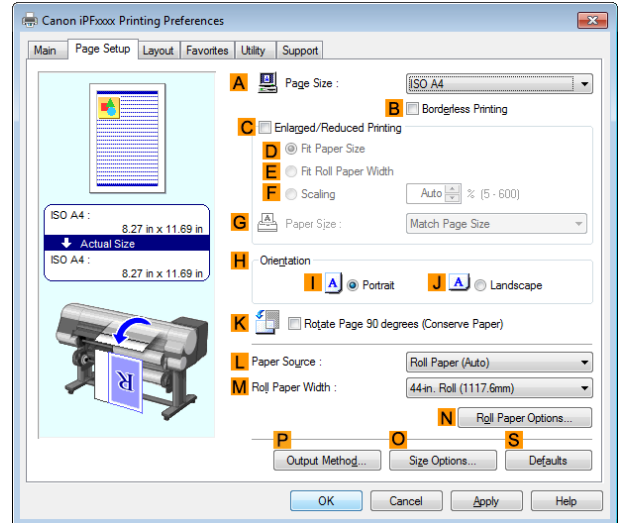 Canon iPFxxxx Printing Preferences
Main Page Setup Layout Favorites Utility Support
A Page Size : ISO A4
B Borderless Printing
C Enlarged/Reduced Printing
D Fit Paper Size
E Fit Roll Paper Width
F Scaling Auto % (5 - 600)
G A Paper Size : Match Page Size
ISO A4 :
8.27 in x 11.69 in
Actual Size
ISO A4 :
8.27 in x 11.69 in
H Orientation
I A Portrait J A Landscape
K Rotate Page 90 degrees (Conserve Paper)
R
L Paper Source : Roll Paper (Auto)
M Roll Paper Width : 44-in. Roll (1117.6mm)
N Roll Paper Options...
P O S
Output Method... Size Options... Defaults
OK Cancel Apply Help